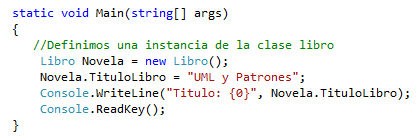 static void Main(string[] args)
{
//Definimos una instancia de la clase libro
Libro Novela = new Libro();
Novela.TituloLibro = "UML y Patrones";
Console.WriteLine("Titulo: {0}", Novela.TituloLibro);
Console.ReadKey();
}